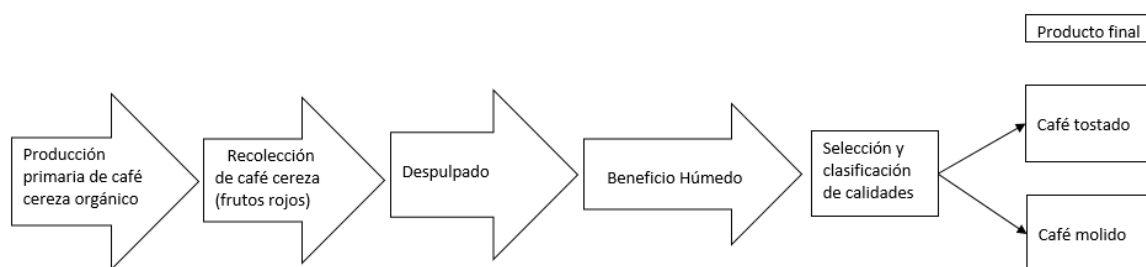 Producto final
Producción
primaria de café
cereza orgánico
Recolección
de café cereza
(frutos rojos)
Despulpado
Beneficio Húmedo
Selección y
clasificación
de calidades
Café tostado
Café molido